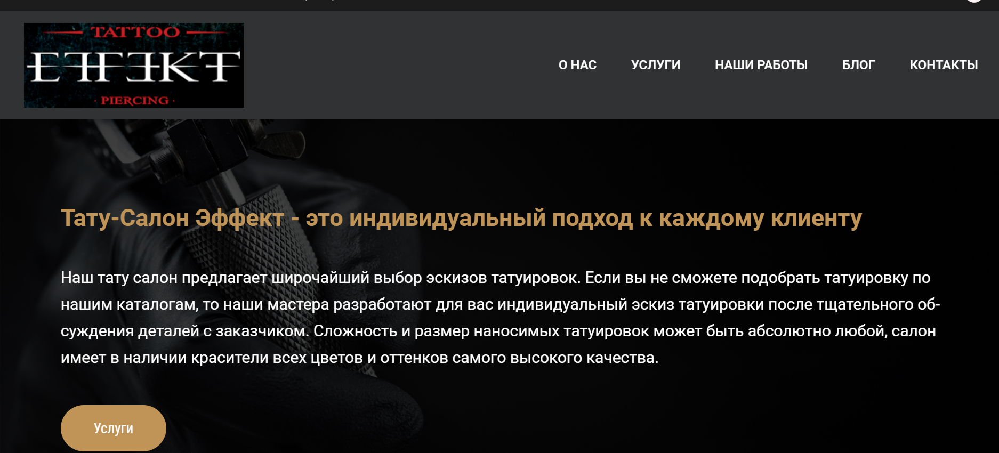 TATTOO
EFFEKT
PIERCING
О НАС УСЛУГИ НАШИ РАБОТЫ БЛОГ КОНТАКТЫ
Тату-Салон Эффект - это индивидуальный подход к каждому клиенту
Наш тату салон предлагает широчайший выбор эскизов татуировок. Если вы не сможете подобрать татуировку по
нашим каталогам, то наши мастера разработают для вас индивидуальный эскиз татуировки после тщательного об-
суждения деталей с заказчиком. Сложность и размер наносимых татуировок может быть абсолютно любой, салон
имеет в наличии красители всех цветов и оттенков самого высокого качества.
Услуги